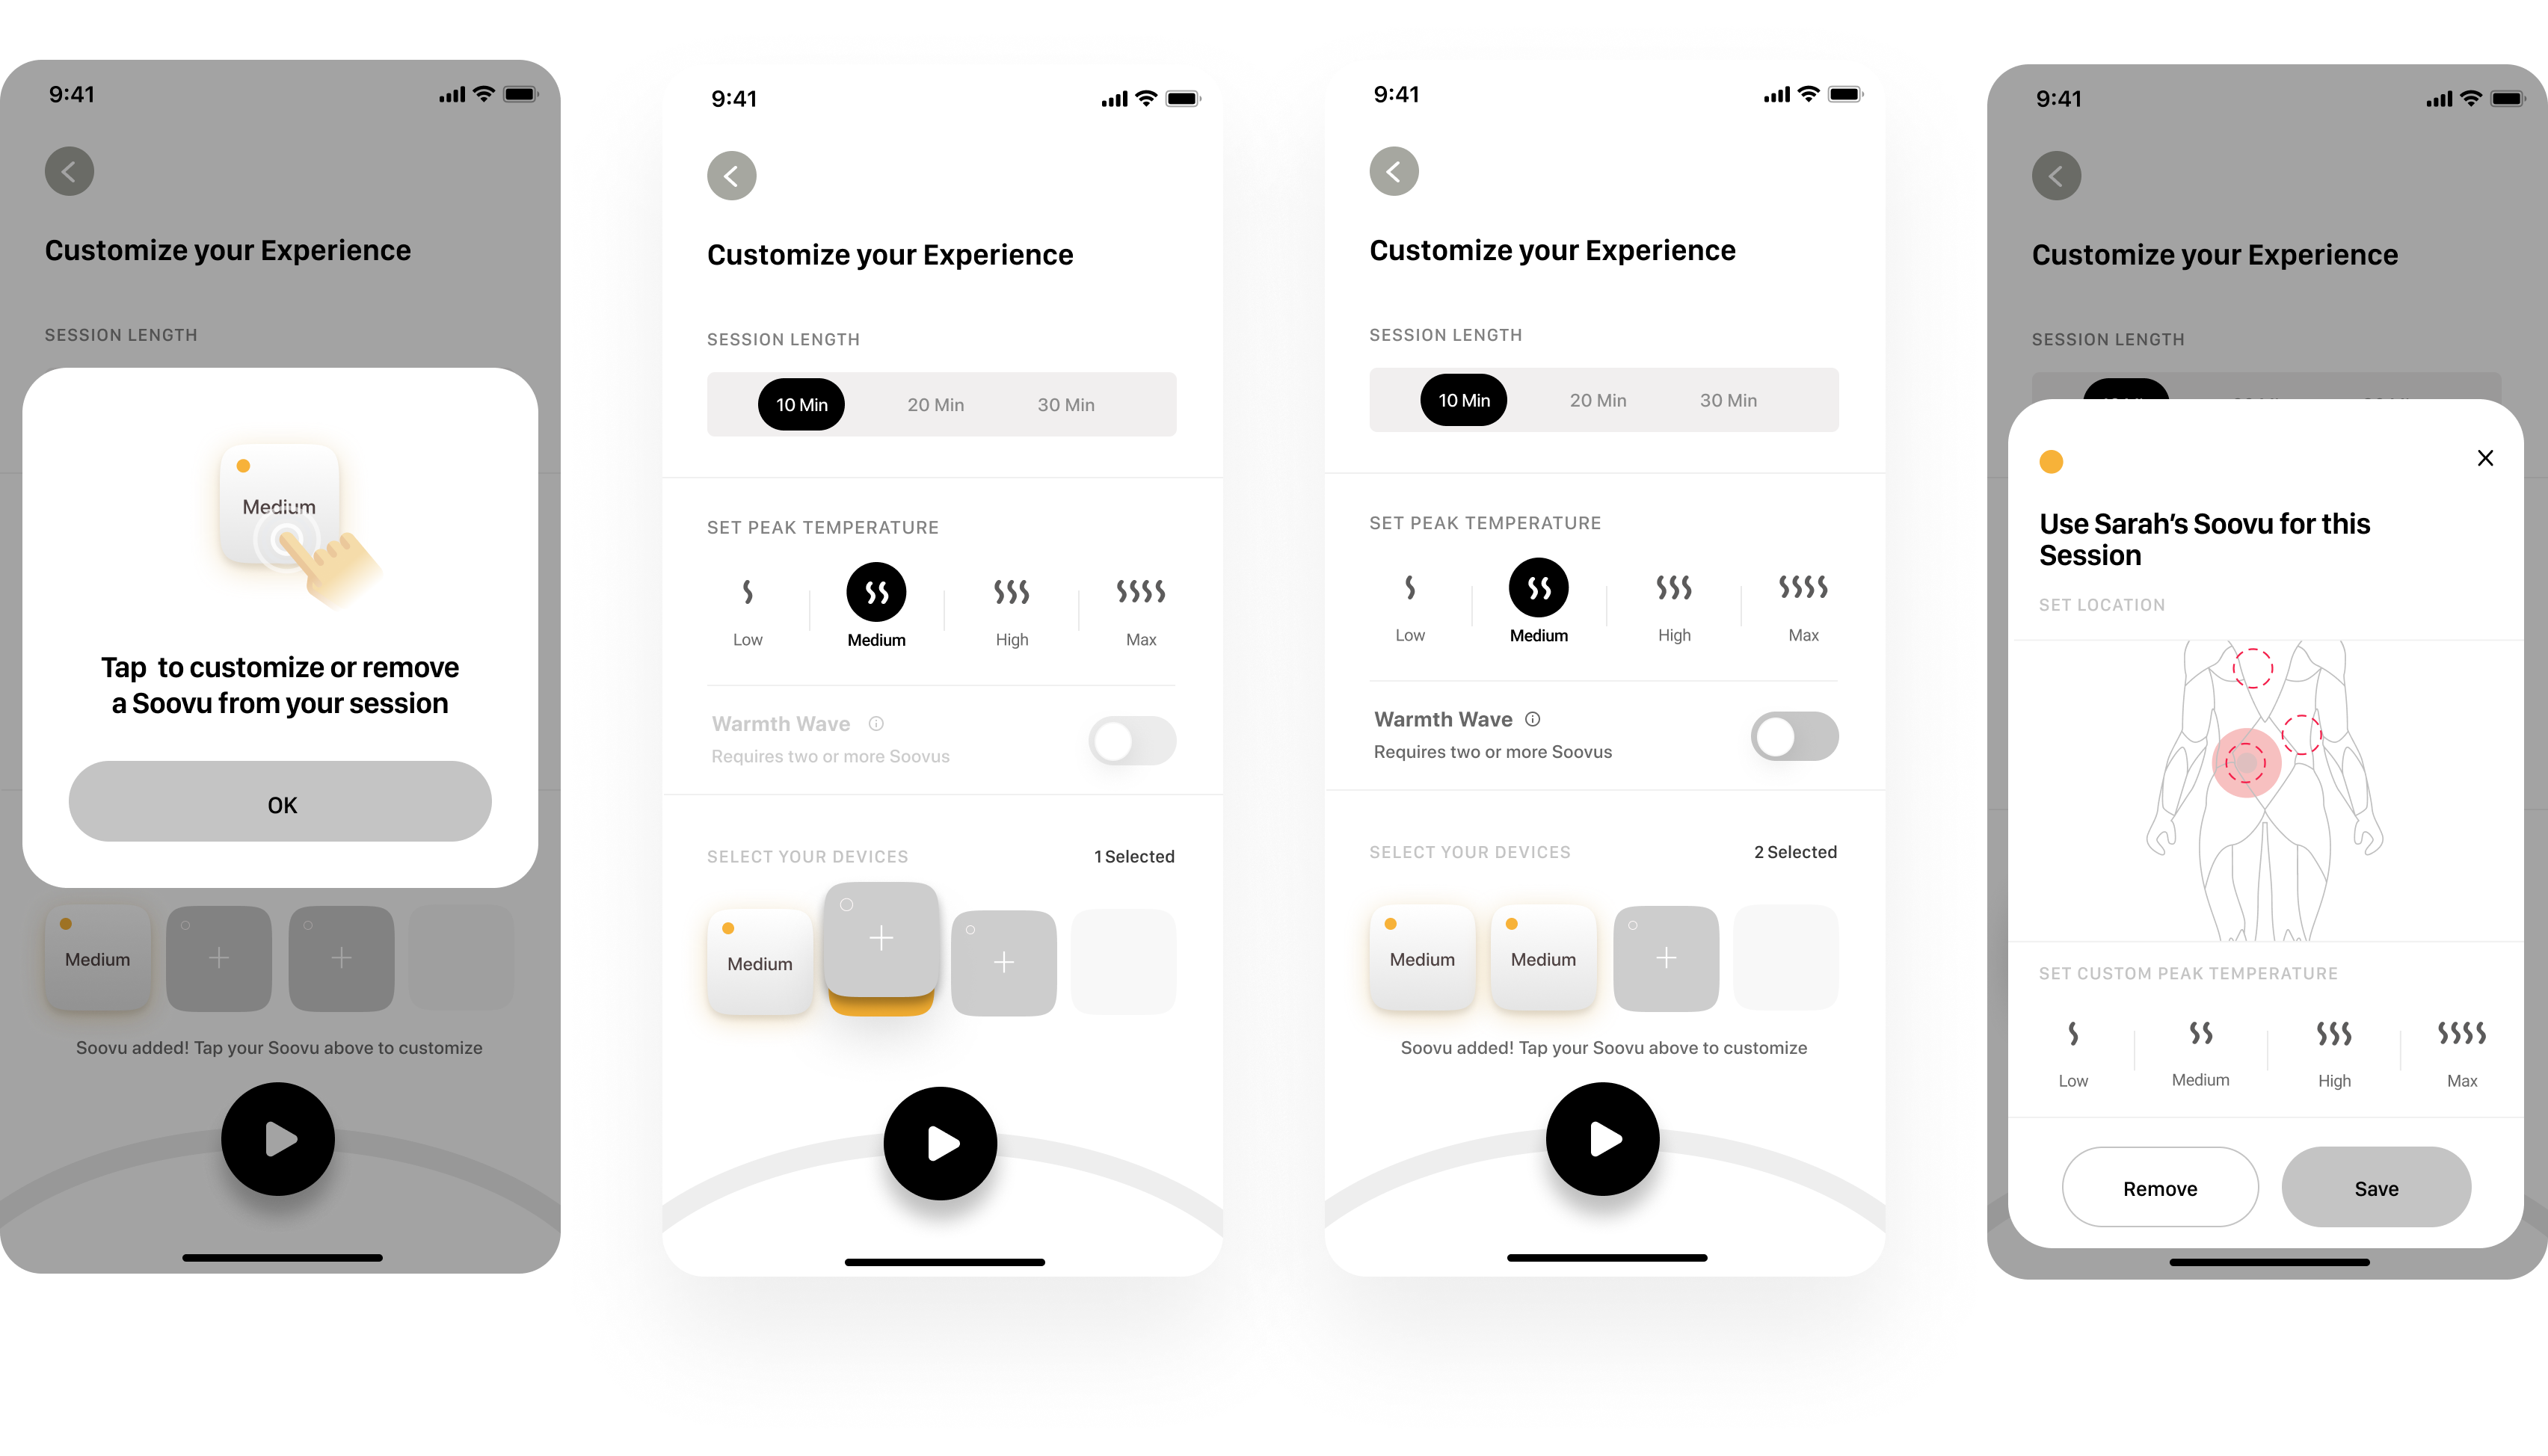 9:41
Customize your Experience
SESSION LENGTH
Medium
Tap  to customize or remove
a Soovu from your session
OK
Medium
Soovu added! Tap your Soovu above to customize
9:41
Customize your Experience
SESSION LENGTH
10 Min 20 Min 30 Min
SET PEAK TEMPERATURE
Low Medium High Max
Warmth Wave
Requires two or more Soovus
SELECT YOUR DEVICES 1 Selected
Medium
9:41
Customize your Experience
SESSION LENGTH
10 Min 20 Min 30 Min
SET PEAK TEMPERATURE
Low Medium High Max
Warmth Wave
Requires two or more Soovus
SELECT YOUR DEVICES 2 Selected
Medium Medium
Soovu added! Tap your Soovu above to customize
9:41
Customize your Experience
SESSION LENGTH
Use Sarah’s Soovu for this
Session
SET LOCATION
SET CUSTOM PEAK TEMPERATURE
Low Medium High Max
Remove Save